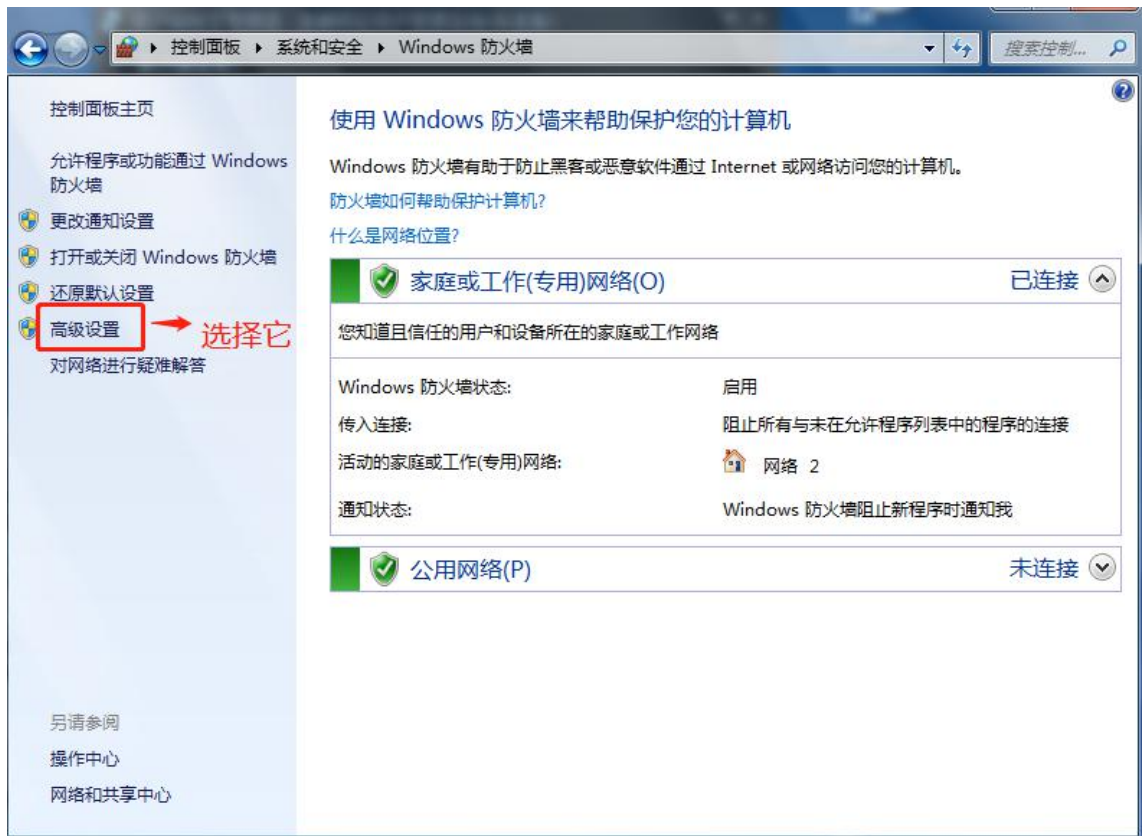 控制面板 ▸ 系统和安全 ▸ Windows 防火墙
搜索控制...
控制面板主页
允许程序或功能通过 Windows
防火墙
更改通知设置
打开或关闭 Windows 防火墙
还原默认设置
高级设置
选择它
对网络进行疑难解答
另请参阅
操作中心
网络和共享中心
使用 Windows 防火墙来帮助保护您的计算机
Windows 防火墙有助于防止黑客或恶意软件通过 Internet 或网络访问您的计算机。
防火墙如何帮助保护计算机?
什么是网络位置?
家庭或工作(专用)网络(O) 已连接
您知道且信任的用户和设备所在的家庭或工作网络
Windows 防火墙状态: 启用
传入连接: 阻止所有与未在允许程序列表中的程序的连接
活动的家庭或工作(专用)网络: 网络 2
通知状态: Windows 防火墙阻止新程序时通知我
公用网络(P) 未连接